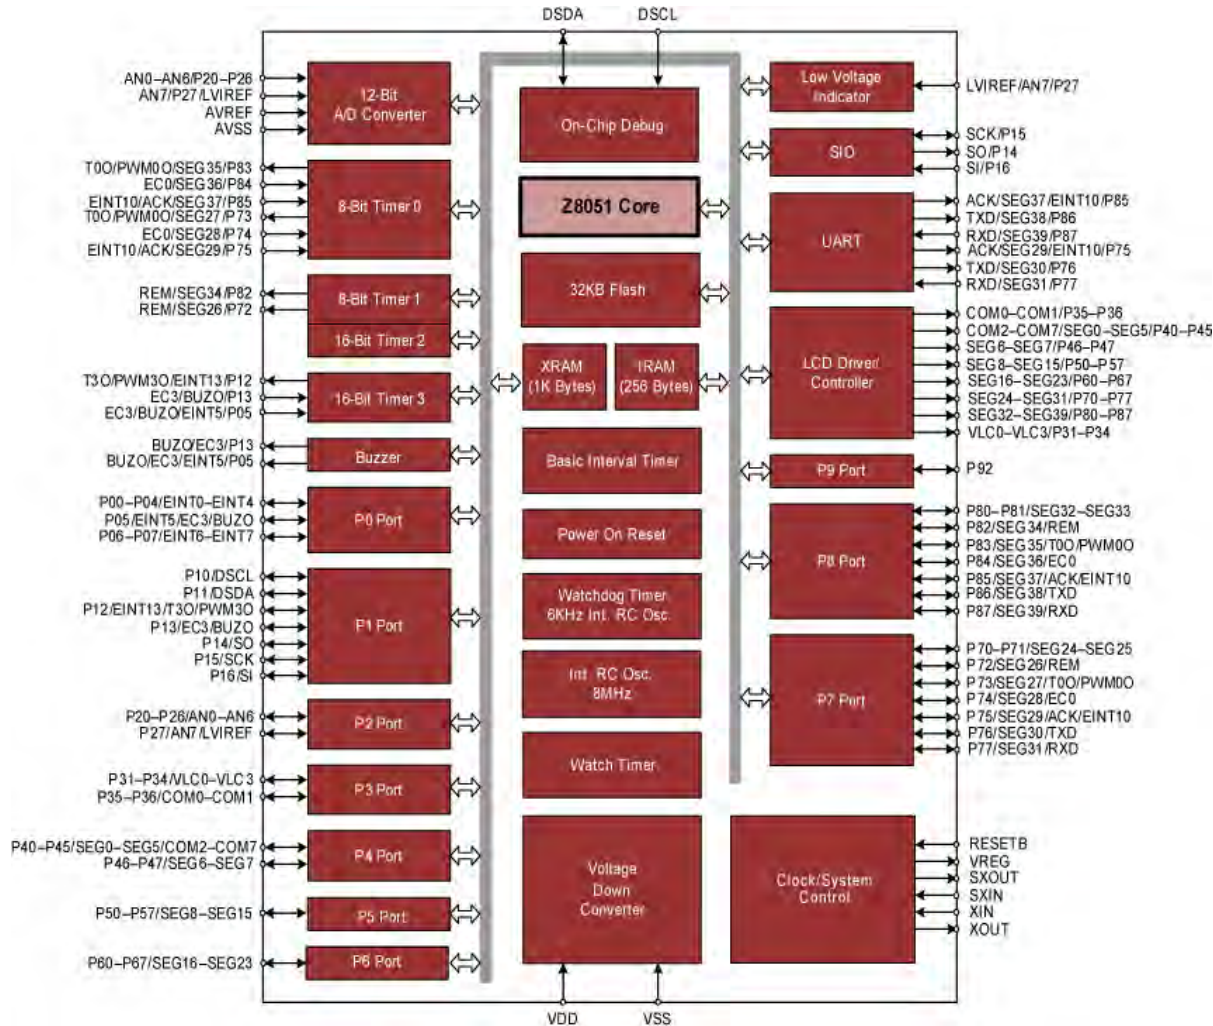 DSDA
DSCL
AN0–AN6/P20–P26
AN7/P27/LVIREF
AVREF
AVSS
12-Bit
A/D Converter
T0O/PWM0O/SEG35/P83
EC0/SEG36/P84
EINT10/ACK/SEG37/P85
T0O/PWM0O/SEG27/P73
EC0/SEG28/P74
EINT10/ACK/SEG29/P75
8-Bit Timer 0
REM/SEG34/P82
REM/SEG26/P72
8-Bit Timer 1
16-Bit Timer 2
T3O/PWM3O/EINT13/P12
EC3/BUZO/P13
EC3/BUZO/EINT5/P05
16-Bit Timer 3
BUZO/EC3/P13
BUZO/EC3/EINT5/P05
Buzzer
P00–P04/EINT0–EINT4
P05/EINT5/EC3/BUZO
P06–P07/EINT6–EINT7
P0 Port
P10/DSCL
P11/DSDA
P12/EINT13/T3O/PWM3O
P13/EC3/BUZO
P14/SO
P15/SCK
P16/SI
P1 Port
P20–P26/AN0–AN6
P27/AN7/LVIREF
P2 Port
P31–P34/VLC0–VLC3
P35–P36/COM0–COM1
P3 Port
P40–P45/SEG0–SEG5/COM2–COM7
P46–P47/SEG6–SEG7
P4 Port
P50–P57/SEG8–SEG15
P5 Port
P60–P67/SEG16–SEG23
P6 Port
On-Chip Debug
Z8051 Core
32KB Flash
XRAM
(1K Bytes)
IRAM
(256 Bytes)
Basic Interval Timer
Power On Reset
Watchdog Timer
6KHz Int. RC Osc.
Int. RC Osc.
8MHz
Watch Timer
Voltage
Down
Converter
VDD
VSS
Low Voltage
Indicator
LVIREF/AN7/P27
SIO
SCK/P15
SO/P14
SI/P16
UART
ACK/SEG37/EINT10/P85
TXD/SEG38/P86
RXD/SEG39/P87
ACK/SEG29/EINT10/P75
TXD/SEG30/P76
RXD/SEG31/P77
LCD Driver/
Controller
COM0–COM1/P35–P36
COM2–COM7/SEG0–SEG5/P40–P45
SEG6–SEG7/P46–P47
SEG8–SEG15/P50–P57
SEG16–SEG23/P60–P67
SEG24–SEG31/P70–P77
SEG32–SEG39/P80–P87
VLC0–VLC3/P31–P34
P9 Port
P92
P8 Port
P80–P81/SEG32–SEG33
P82/SEG34/REM
P83/SEG35/T0O/PWM0O
P84/SEG36/EC0
P85/SEG37/ACK/EINT10
P86/SEG38/TXD
P87/SEG39/RXD
P7 Port
P70–P71/SEG24–SEG25
P72/SEG26/REM
P73/SEG27/T0O/PWM0O
P74/SEG28/EC0
P75/SEG29/ACK/EINT10
P76/SEG30/TXD
P77/SEG31/RXD
Clock/System
Control
RESETB
VREG
SXOUT
SXIN
XIN
XOUT